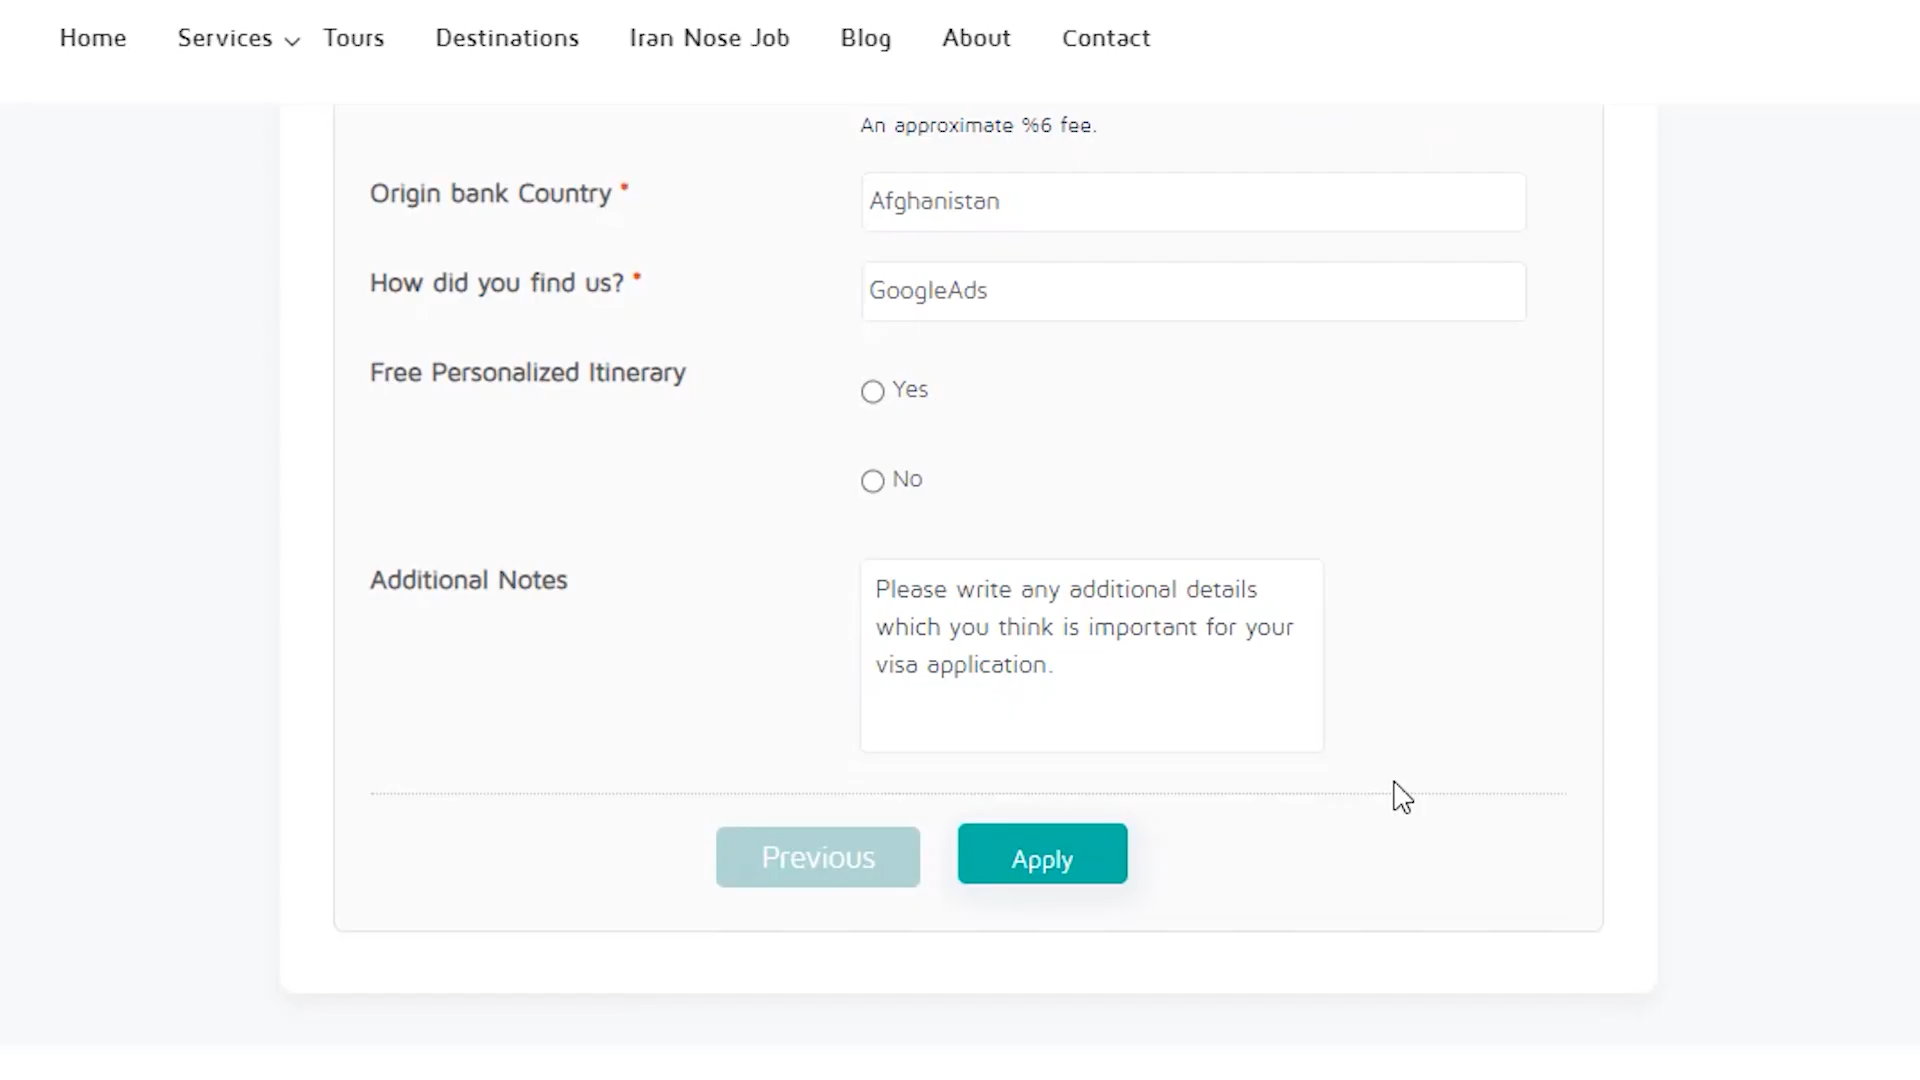 Home Services Tours Destinations Iran Nose Job Blog About Contact
An approximate %6 fee.
Origin bank Country *
Afghanistan
How did you find us? *
GoogleAds
Free Personalized Itinerary
Yes
No
Additional Notes
Please write any additional details
which you think is important for your
visa application.
Previous
Apply